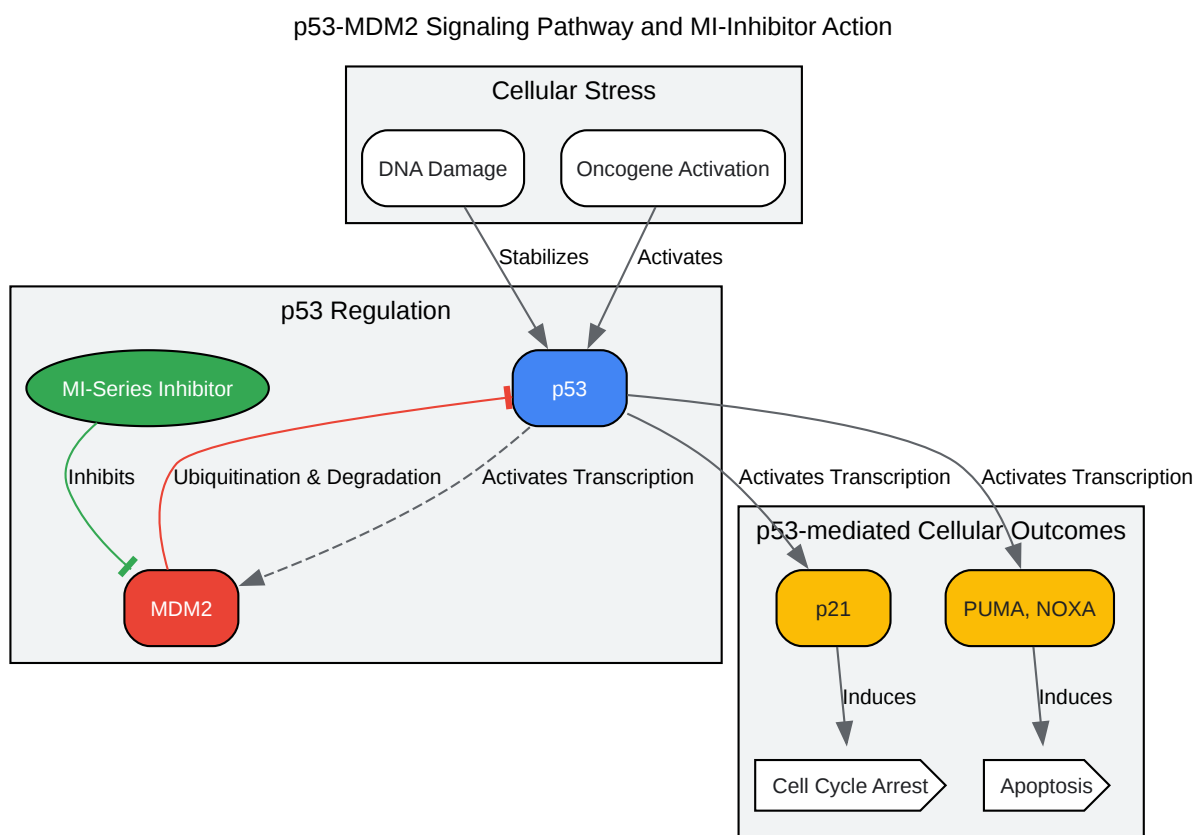 p53-MDM2 Signaling Pathway and MI-Inhibitor Action
Cellular Stress
DNA Damage
Oncogene Activation
Stabilizes
Activates
p53 Regulation
MI-Series Inhibitor
p53
Inhibits
Ubiquitination & Degradation
Activates Transcription
Activates Transcription
Activates Transcription
p53-mediated Cellular Outcomes
MDM2
p21
PUMA, NOXA
Induces
Induces
Cell Cycle Arrest
Apoptosis